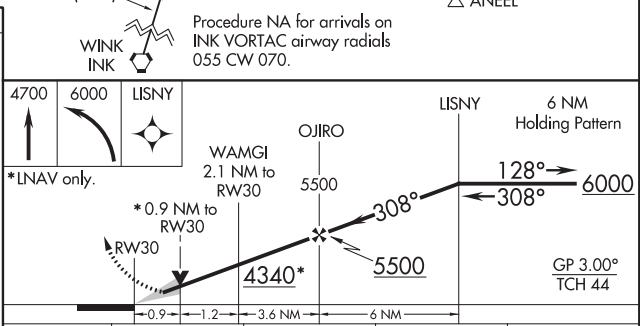 △ ANEEL
WINK
INK
Procedure NA for arrivals on
INK VORTAC airway radials
055 CW 070.
4700
6000
LISNY
*LNAV only.
LISNY
6 NM
Holding Pattern
OJIRO
5500
WAMGI
2.1 NM to
RW30
*0.9 NM to
RW30
RW30
128°
308°
6000
308°
4340*
5500
GP 3.00°
TCH 44
0.9
1.2
3.6 NM
6 NM